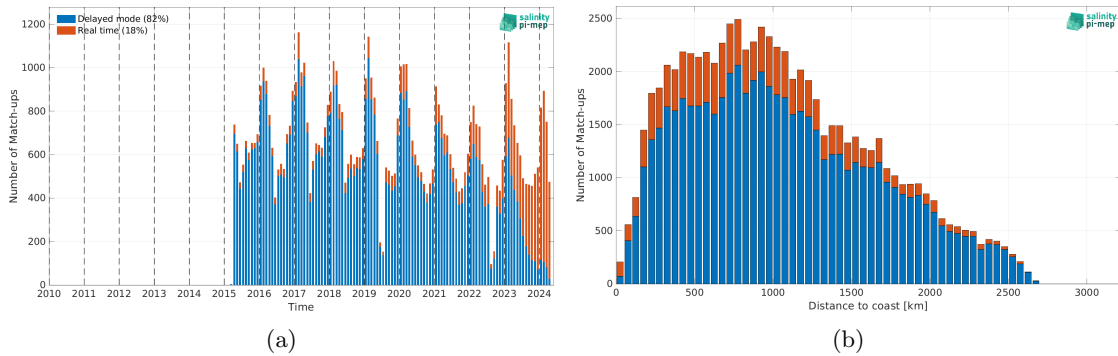 Delayed mode (82%)
Real time (18%)
salinity
pi-mep
Number of Match-ups
1200
1000
800
600
400
200
0
2010 2011 2012 2013 2014 2015 2016 2017 2018 2019 2020 2021 2022 2023 2024
Time
(a)
salinity
pi-mep
Number of Match-ups
2500
2000
1500
1000
500
0
0 500 1000 1500 2000 2500 3000
Distance to coast [km]
(b)